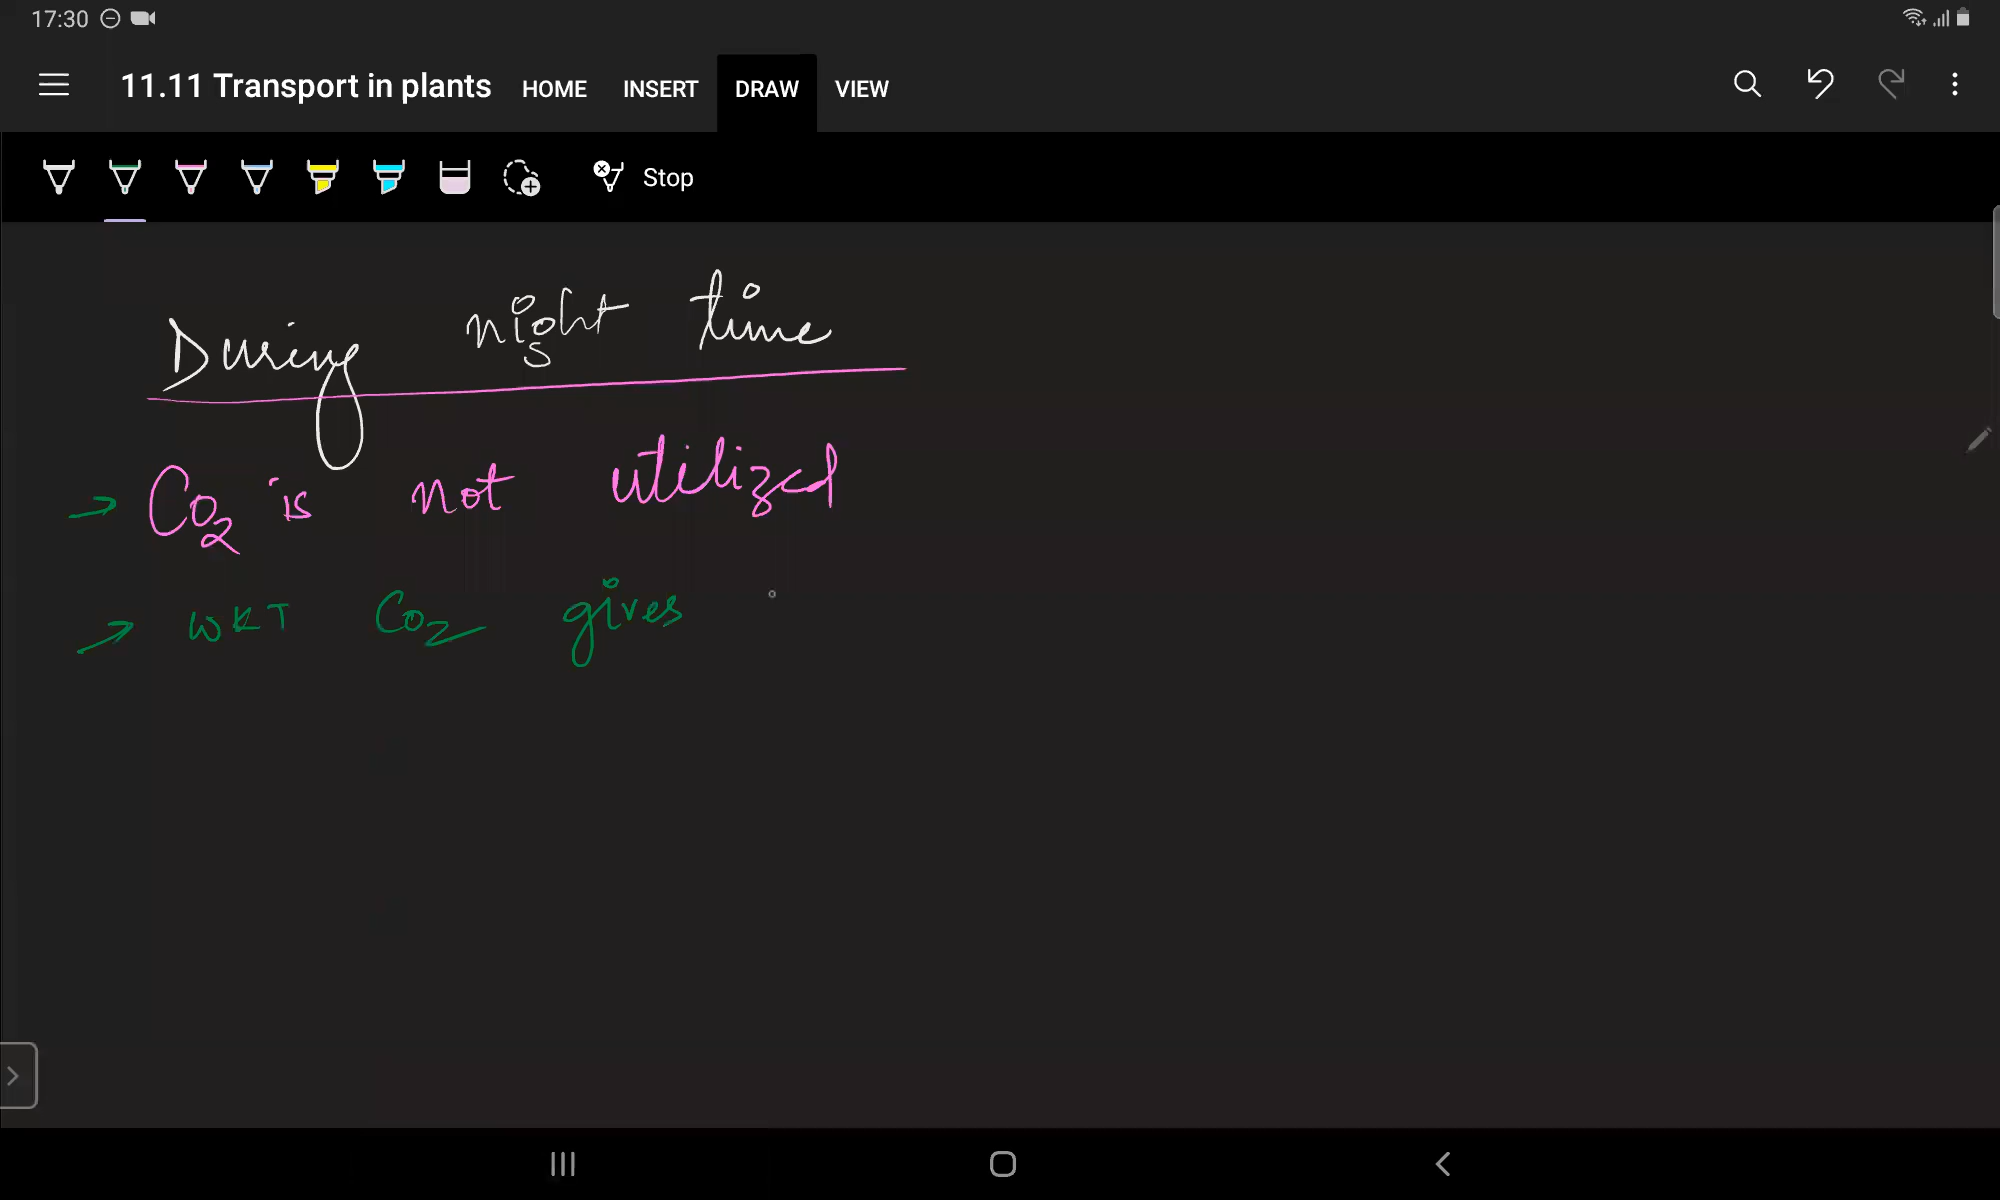 17:30
11.11 Transport in plants HOME INSERT DRAW VIEW
Stop
During night time
→ CO2 is not utilized
→ WKT CO2 gives